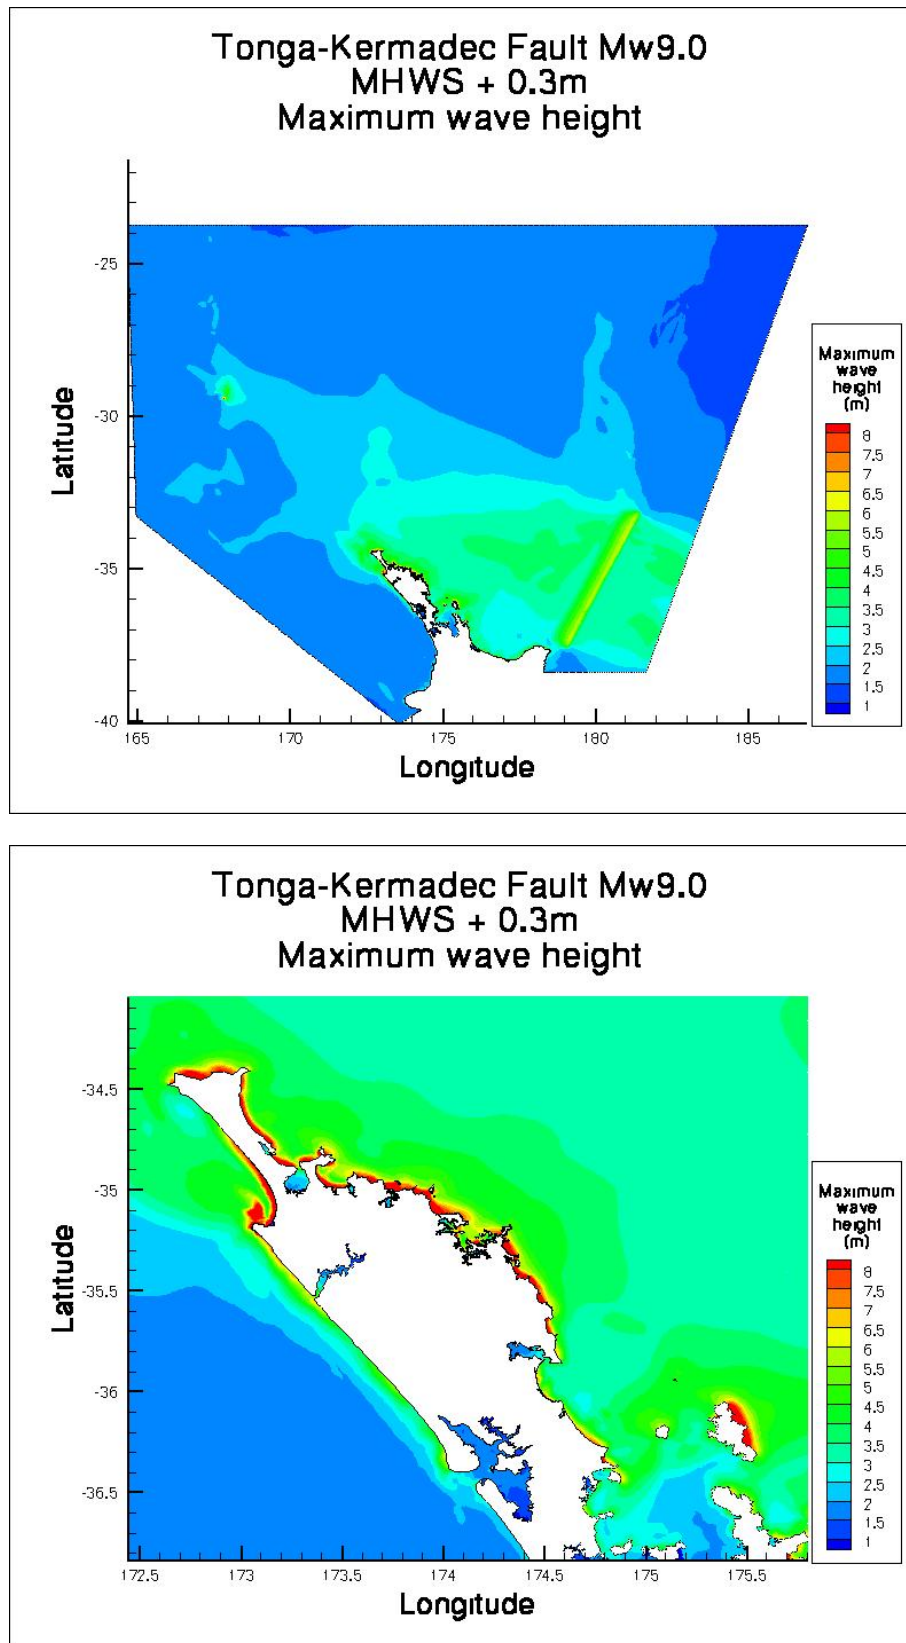 Tonga-Kermadec Fault Mw9.0
MHWS + 0.3m
Maximum wave height
Latitude
-25
-30
-35
-40
165
170
175
180
185
Longitude
Maximum
wave
height
(m)
8
7.5
7
6.5
6
5.5
5
4.5
4
3.5
3
2.5
2
1.5
1
Tonga-Kermadec Fault Mw9.0
MHWS + 0.3m
Maximum wave height
Latitude
-34.5
-35
-35.5
-36
-36.5
172.5
173
173.5
174
174.5
175
175.5
Longitude
Maximum
wave
height
(m)
8
7.5
7
6.5
6
5.5
5
4.5
4
3.5
3
2.5
2
1.5
1